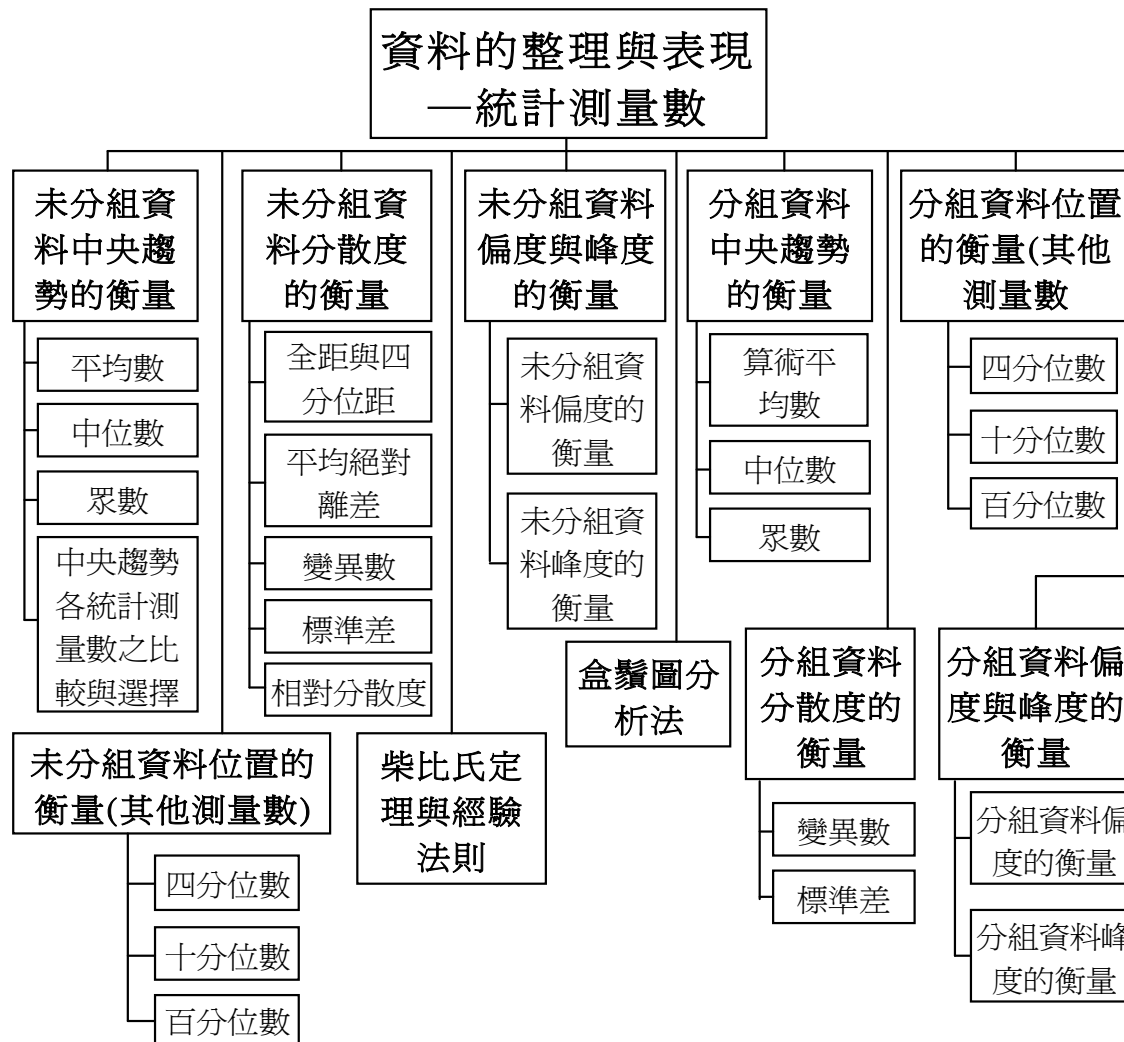 資料的整理與表現
—統計測量數
未分組資
料中央趨
勢的衡量
平均數
中位數
眾數
中央趨勢
各統計測
量數之比
較與選擇
未分組資料位置的
衡量(其他測量數)
四分位數
十分位數
百分位數
未分組資
料分散度
的衡量
全距與四
分位距
平均絕對
離差
變異數
標準差
相對分散度
柴比氏定
理與經驗
法則
未分組資料
偏度與峰度
的衡量
未分組資
料偏度的
衡量
未分組資
料峰度的
衡量
盒鬚圖分
析法
分組資料
中央趨勢
的衡量
算術平
均數
中位數
眾數
分組資料
分散度的
衡量
變異數
標準差
分組資料位置
的衡量(其他
測量數
四分位數
十分位數
百分位數
分組資料偏
度與峰度的
衡量
分組資料偏
度的衡量
分組資料峰
度的衡量